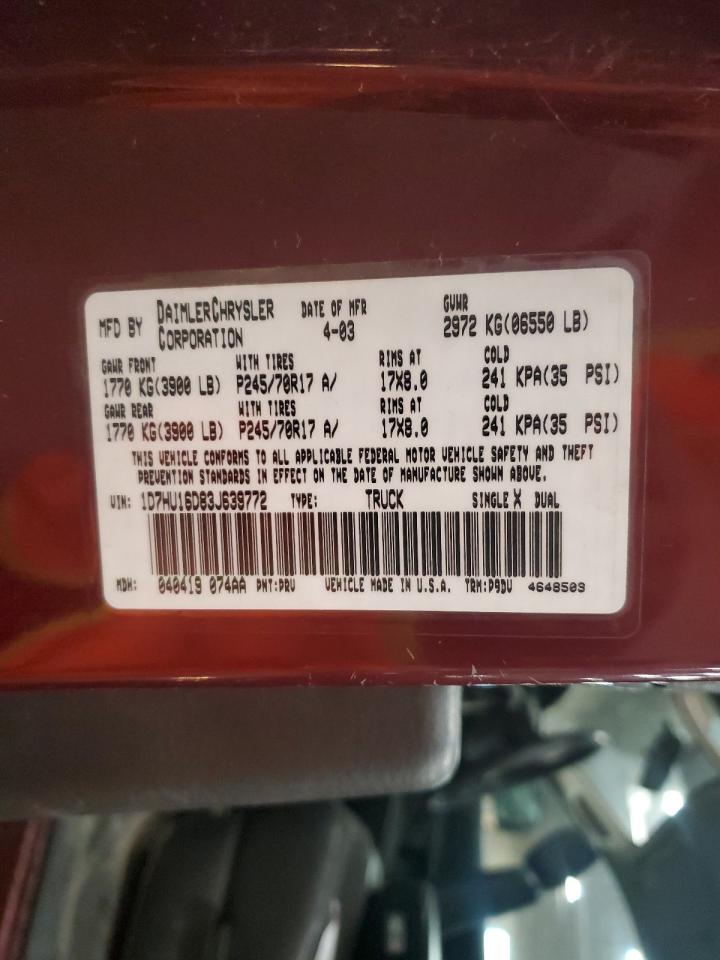 MFD BY DAIMLERCHRYSLER CORPORATION DATE OF MFR 4-03 GVWR 2972 KG(06550 LB)
GAWR FRONT WITH TIRES RIMS AT COLD
1770 KG(3900 LB) P245/70R17 A/ 17X8.0 241 KPA(35 PSI)
GAWR REAR WITH TIRES RIMS AT COLD
1770 KG(3900 LB) P245/70R17 A/ 17X8.0 241 KPA(35 PSI)
THIS VEHICLE CONFORMS TO ALL APPLICABLE FEDERAL MOTOR VEHICLE SAFETY AND THEFT
PREVENTION STANDARDS IN EFFECT ON THE DATE OF MANUFACTURE SHOWN ABOVE.
VIN: 1D7HU16D83J639772 TYPE: TRUCK SINGLE X DUAL
MDH: 040419 074AA PNT:PRV VEHICLE MADE IN U.S.A. TRM:P9DV 4648503